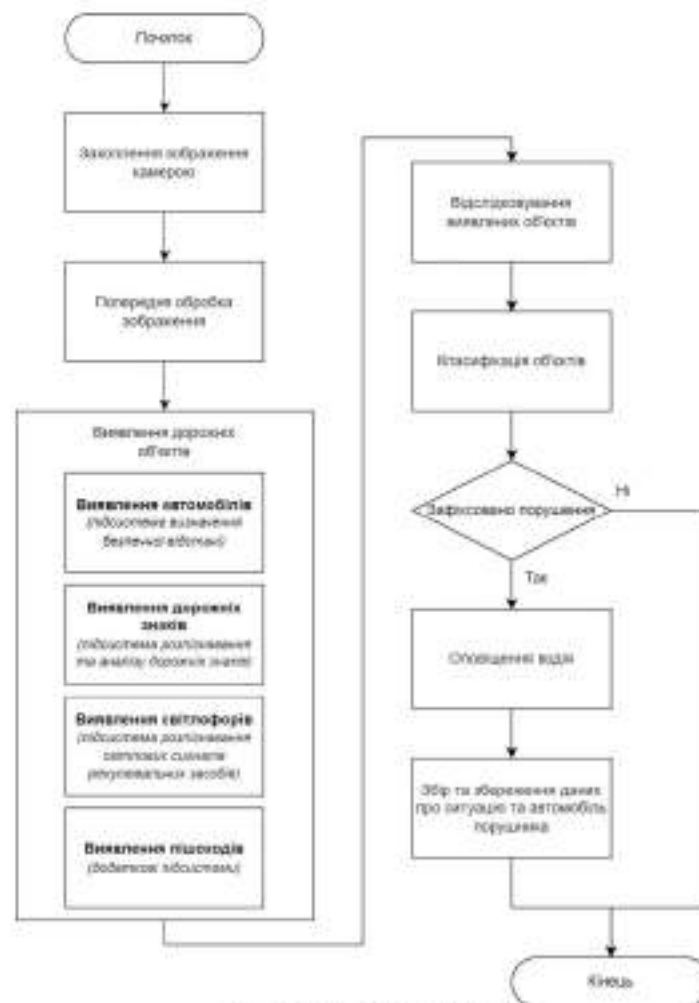 Початок
Захоплення зображення
камерою
Попередня обробка
зображення
Виявлення дорожніх
об'єктів
Виявлення автомобілів
(підсистема визначення
безпечної відстані)
Виявлення дорожніх
знаків
(підсистема розпізнавання
та аналізу дорожніх знаків)
Виявлення світлофорів
(підсистема розпізнавання
світлових сигналів
регулювальних засобів)
Виявлення пішоходів
(додаткові підсистеми)
Відслідковування
виявлених об'єктів
Класифікація об'єктів
Зафіксовано порушення
Ні
Так
Оповіщення водія
Збір та збереження даних
про ситуацію та автомобіль
порушника
Кінець